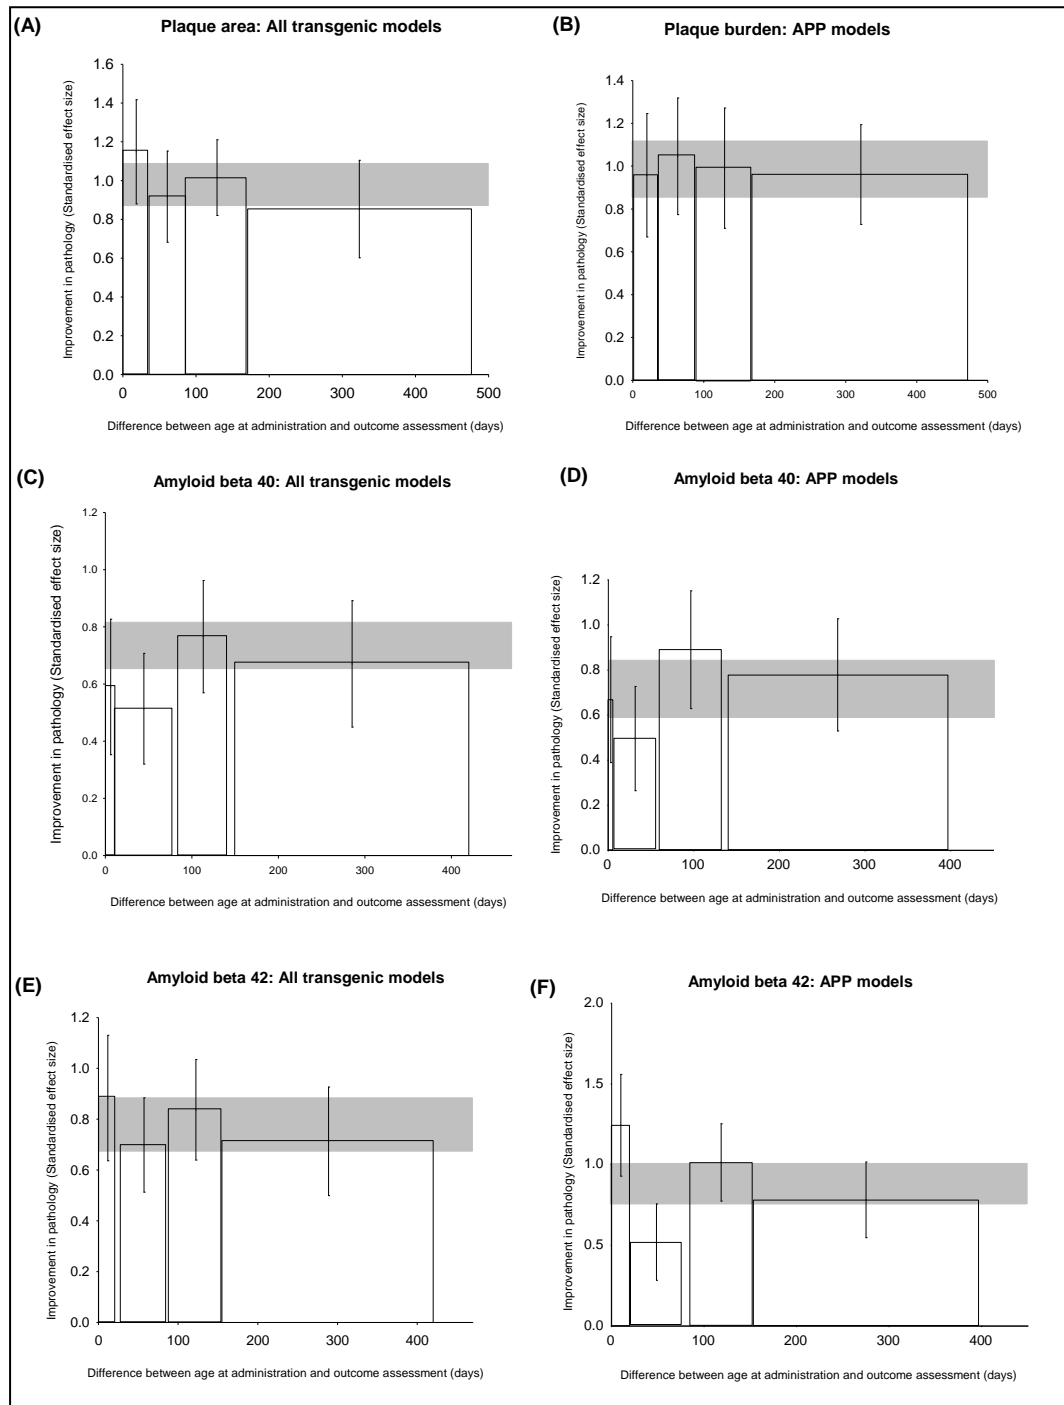 (A)
Plaque area: All transgenic models
Improvement in pathology (Standardised effect size)
1.6
1.4
1.2
1.0
0.8
0.6
0.4
0.2
0.0
0 100 200 300 400 500
Difference between age at administration and outcome assessment (days)
(B)
Plaque burden: APP models
Improvement in pathology (Standardised effect size)
1.4
1.2
1.0
0.8
0.6
0.4
0.2
0.0
0 100 200 300 400 500
Difference between age at administration and outcome assessment (days)
(C)
Amyloid beta 40: All transgenic models
Improvement in pathology (Standardised effect size)
1.2
1.0
0.8
0.6
0.4
0.2
0.0
0 100 200 300 400
Difference between age at administration and outcome assessment (days)
(D)
Amyloid beta 40: APP models
Improvement in pathology (Standardised effect size)
1.2
1.0
0.8
0.6
0.4
0.2
0.0
0 100 200 300 400
Difference between age at administration and outcome assessment (days)
(E)
Amyloid beta 42: All transgenic models
Improvement in pathology (Standardised effect size)
1.2
1.0
0.8
0.6
0.4
0.2
0.0
0 100 200 300 400
Difference between age at administration and outcome assessment (days)
(F)
Amyloid beta 42: APP models
Improvement in pathology (Standardised effect size)
2.0
1.5
1.0
0.5
0.0
0 100 200 300 400
Difference between age at administration and outcome assessment (days)